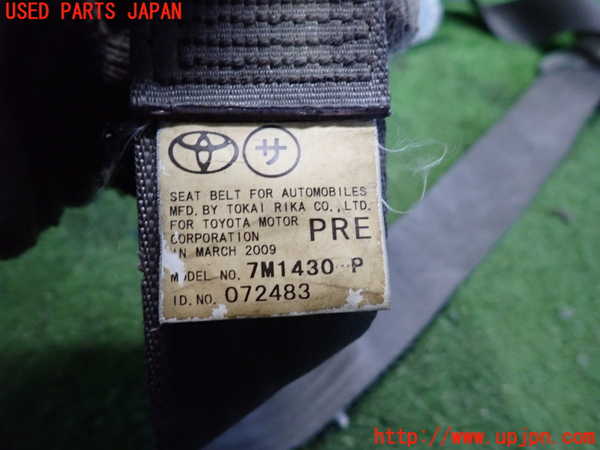 USED PARTS JAPAN
サ
SEAT BELT FOR AUTOMOBILES
MFD. BY TOKAI RIKA CO., LTD.
FOR TOYOTA MOTOR
CORPORATION PRE
IN MARCH 2009
MODEL NO. 7M1430···P
ID. NO. 072483
http://www.upjpn.com/